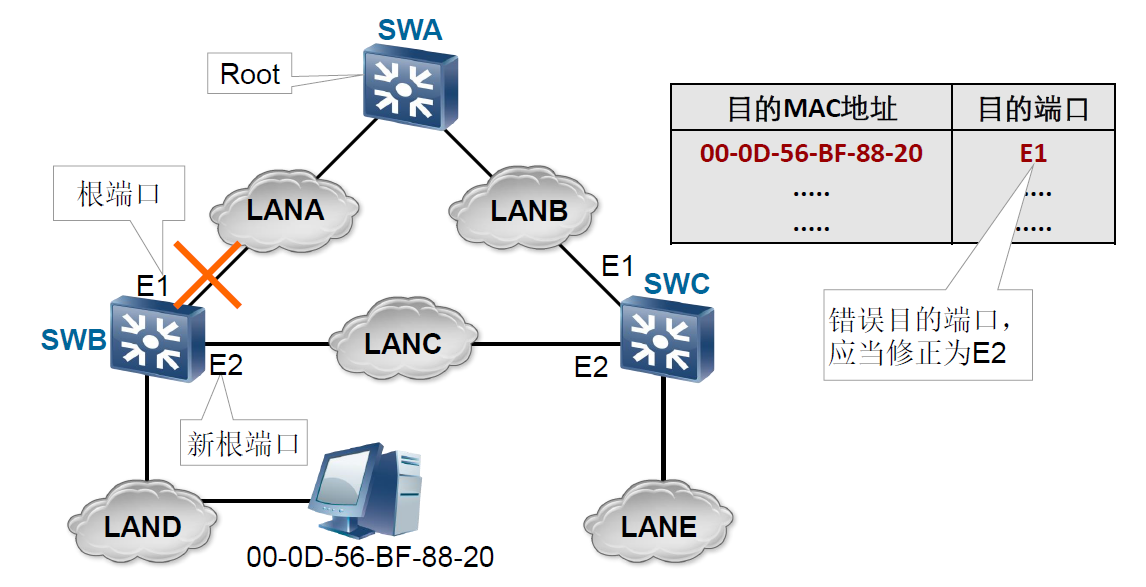 SWA
Root
目的MAC地址 目的端口
00-0D-56-BF-88-20 E1
..... .....
..... .....
根端口
LANA
LANB
E1
E1
SWC
SWB
LANC
错误目的端口，
应当修正为E2
E2
E2
新根端口
LAND
LANE
00-0D-56-BF-88-20